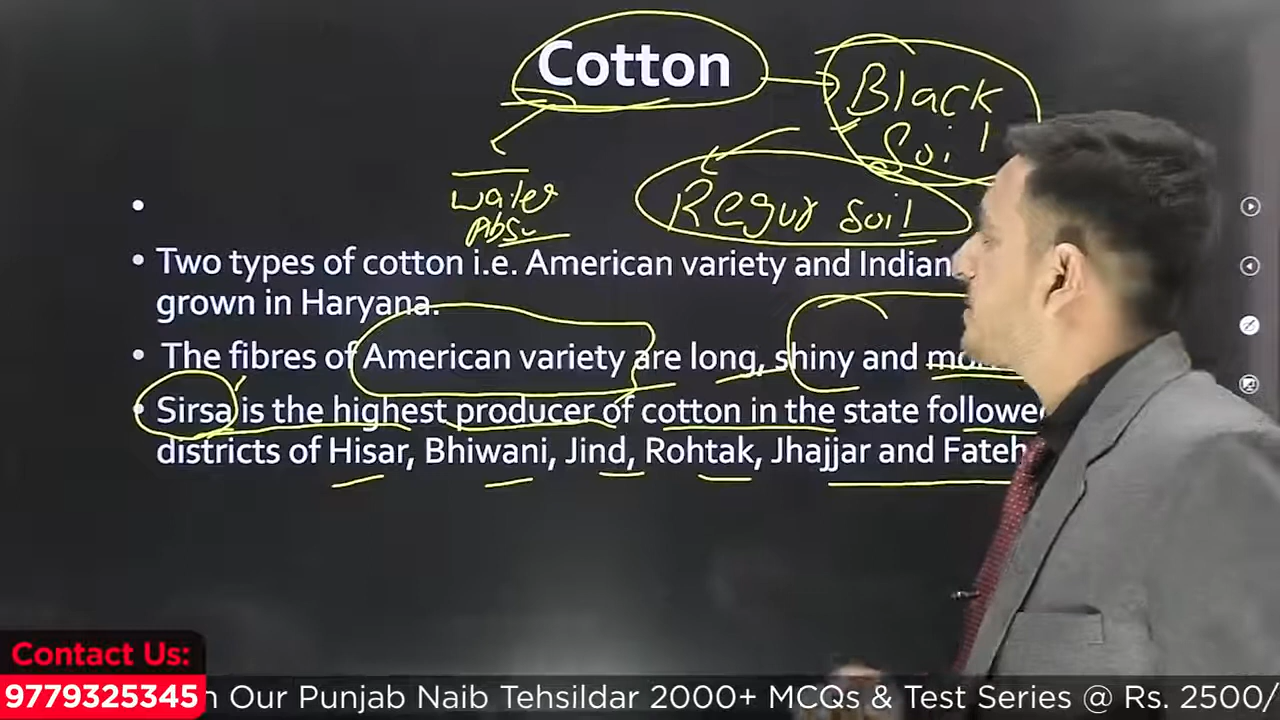 Cotton
Black
Soil
Water
Regur soil
Two types of cotton i.e. American variety and Indian
grown in Haryana.
The fibres of American variety are long, shiny and
Sirsa is the highest producer of cotton in the state
districts of Hisar, Bhiwani, Jind, Rohtak, Jhajjar and
Contact Us:
9779325345
Our Punjab Naib Tehsildar 2000+ MCQs & Test Series @ Rs. 2500/